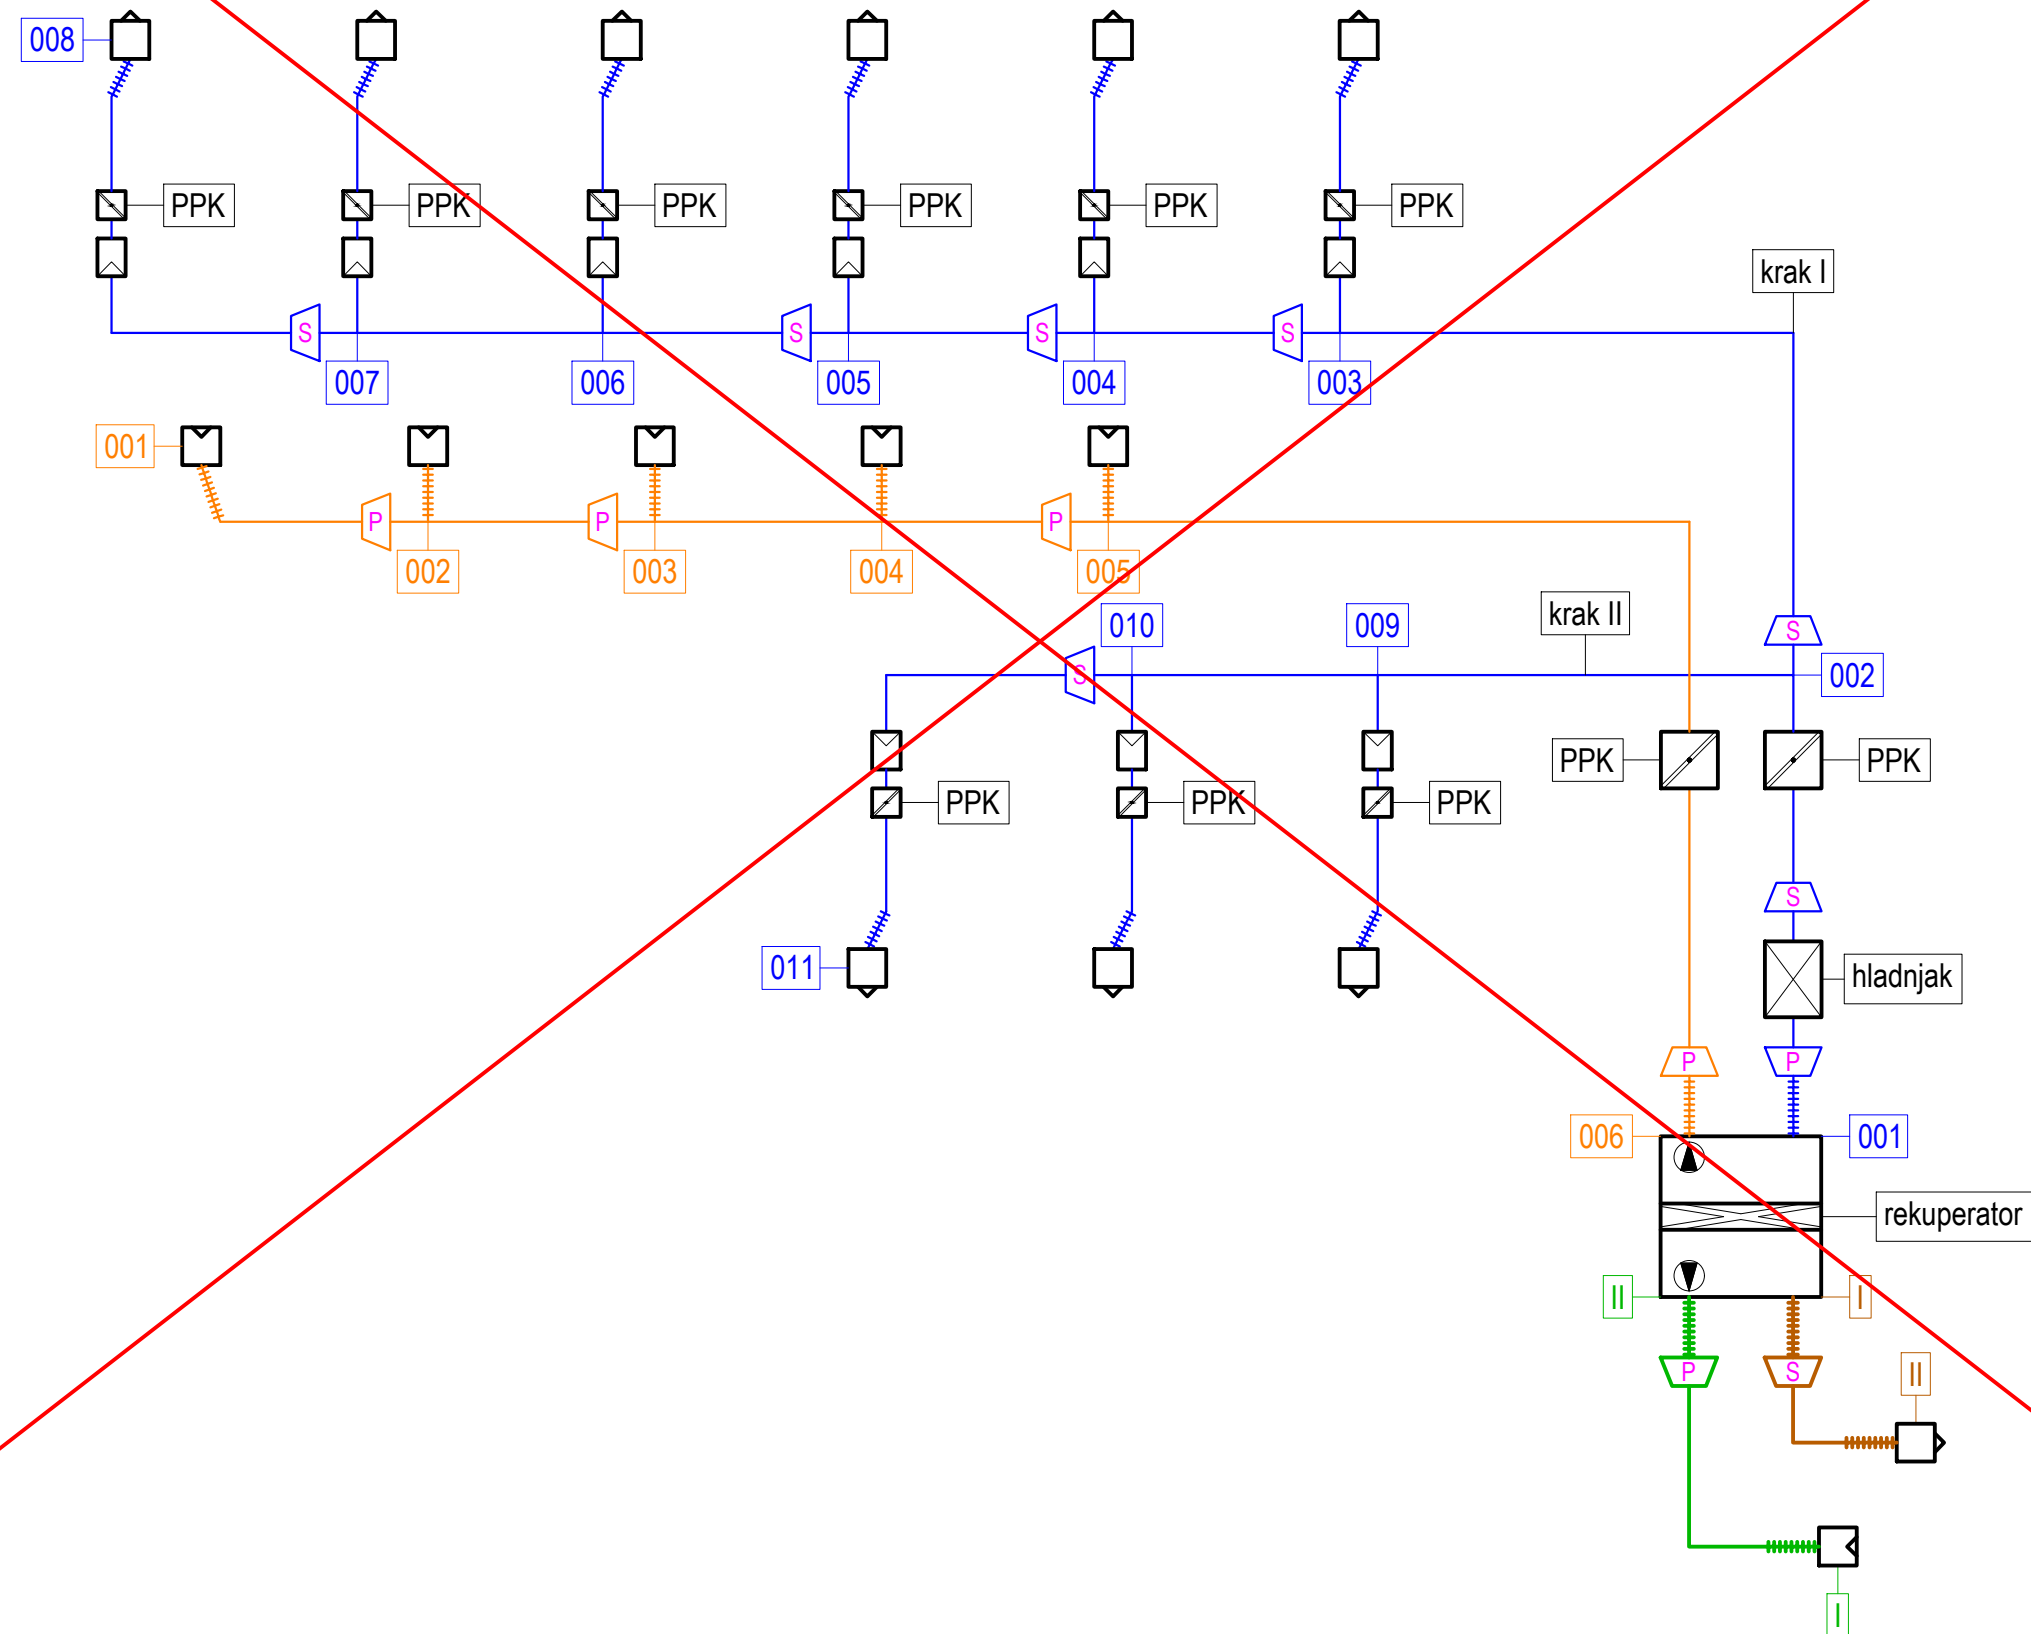 008
PPK PPK PPK PPK PPK PPK
krak I
S S S S
007 006 005 004 003
001
P P P
002 003 004 005
010 009 krak II S
S 002
PPK PPK
PPK PPK PPK
S
011 hladnjak
P P
006 001
rekuperator
II I
P S II
I